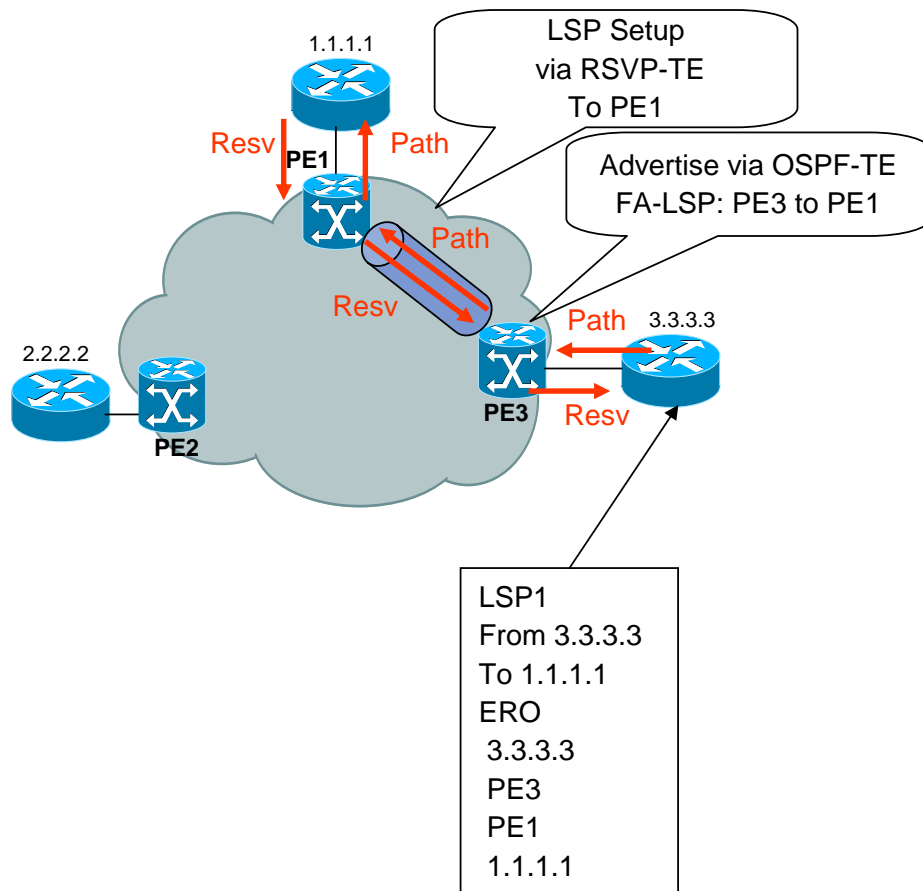 LSP Setup
via RSVP-TE
To PE1
1.1.1.1
Resv
PE1
Path
Advertise via OSPF-TE
FA-LSP: PE3 to PE1
Path
Resv
Path
3.3.3.3
2.2.2.2
PE2
PE3
Resv
LSP1
From 3.3.3.3
To 1.1.1.1
ERO
3.3.3.3
PE3
PE1
1.1.1.1